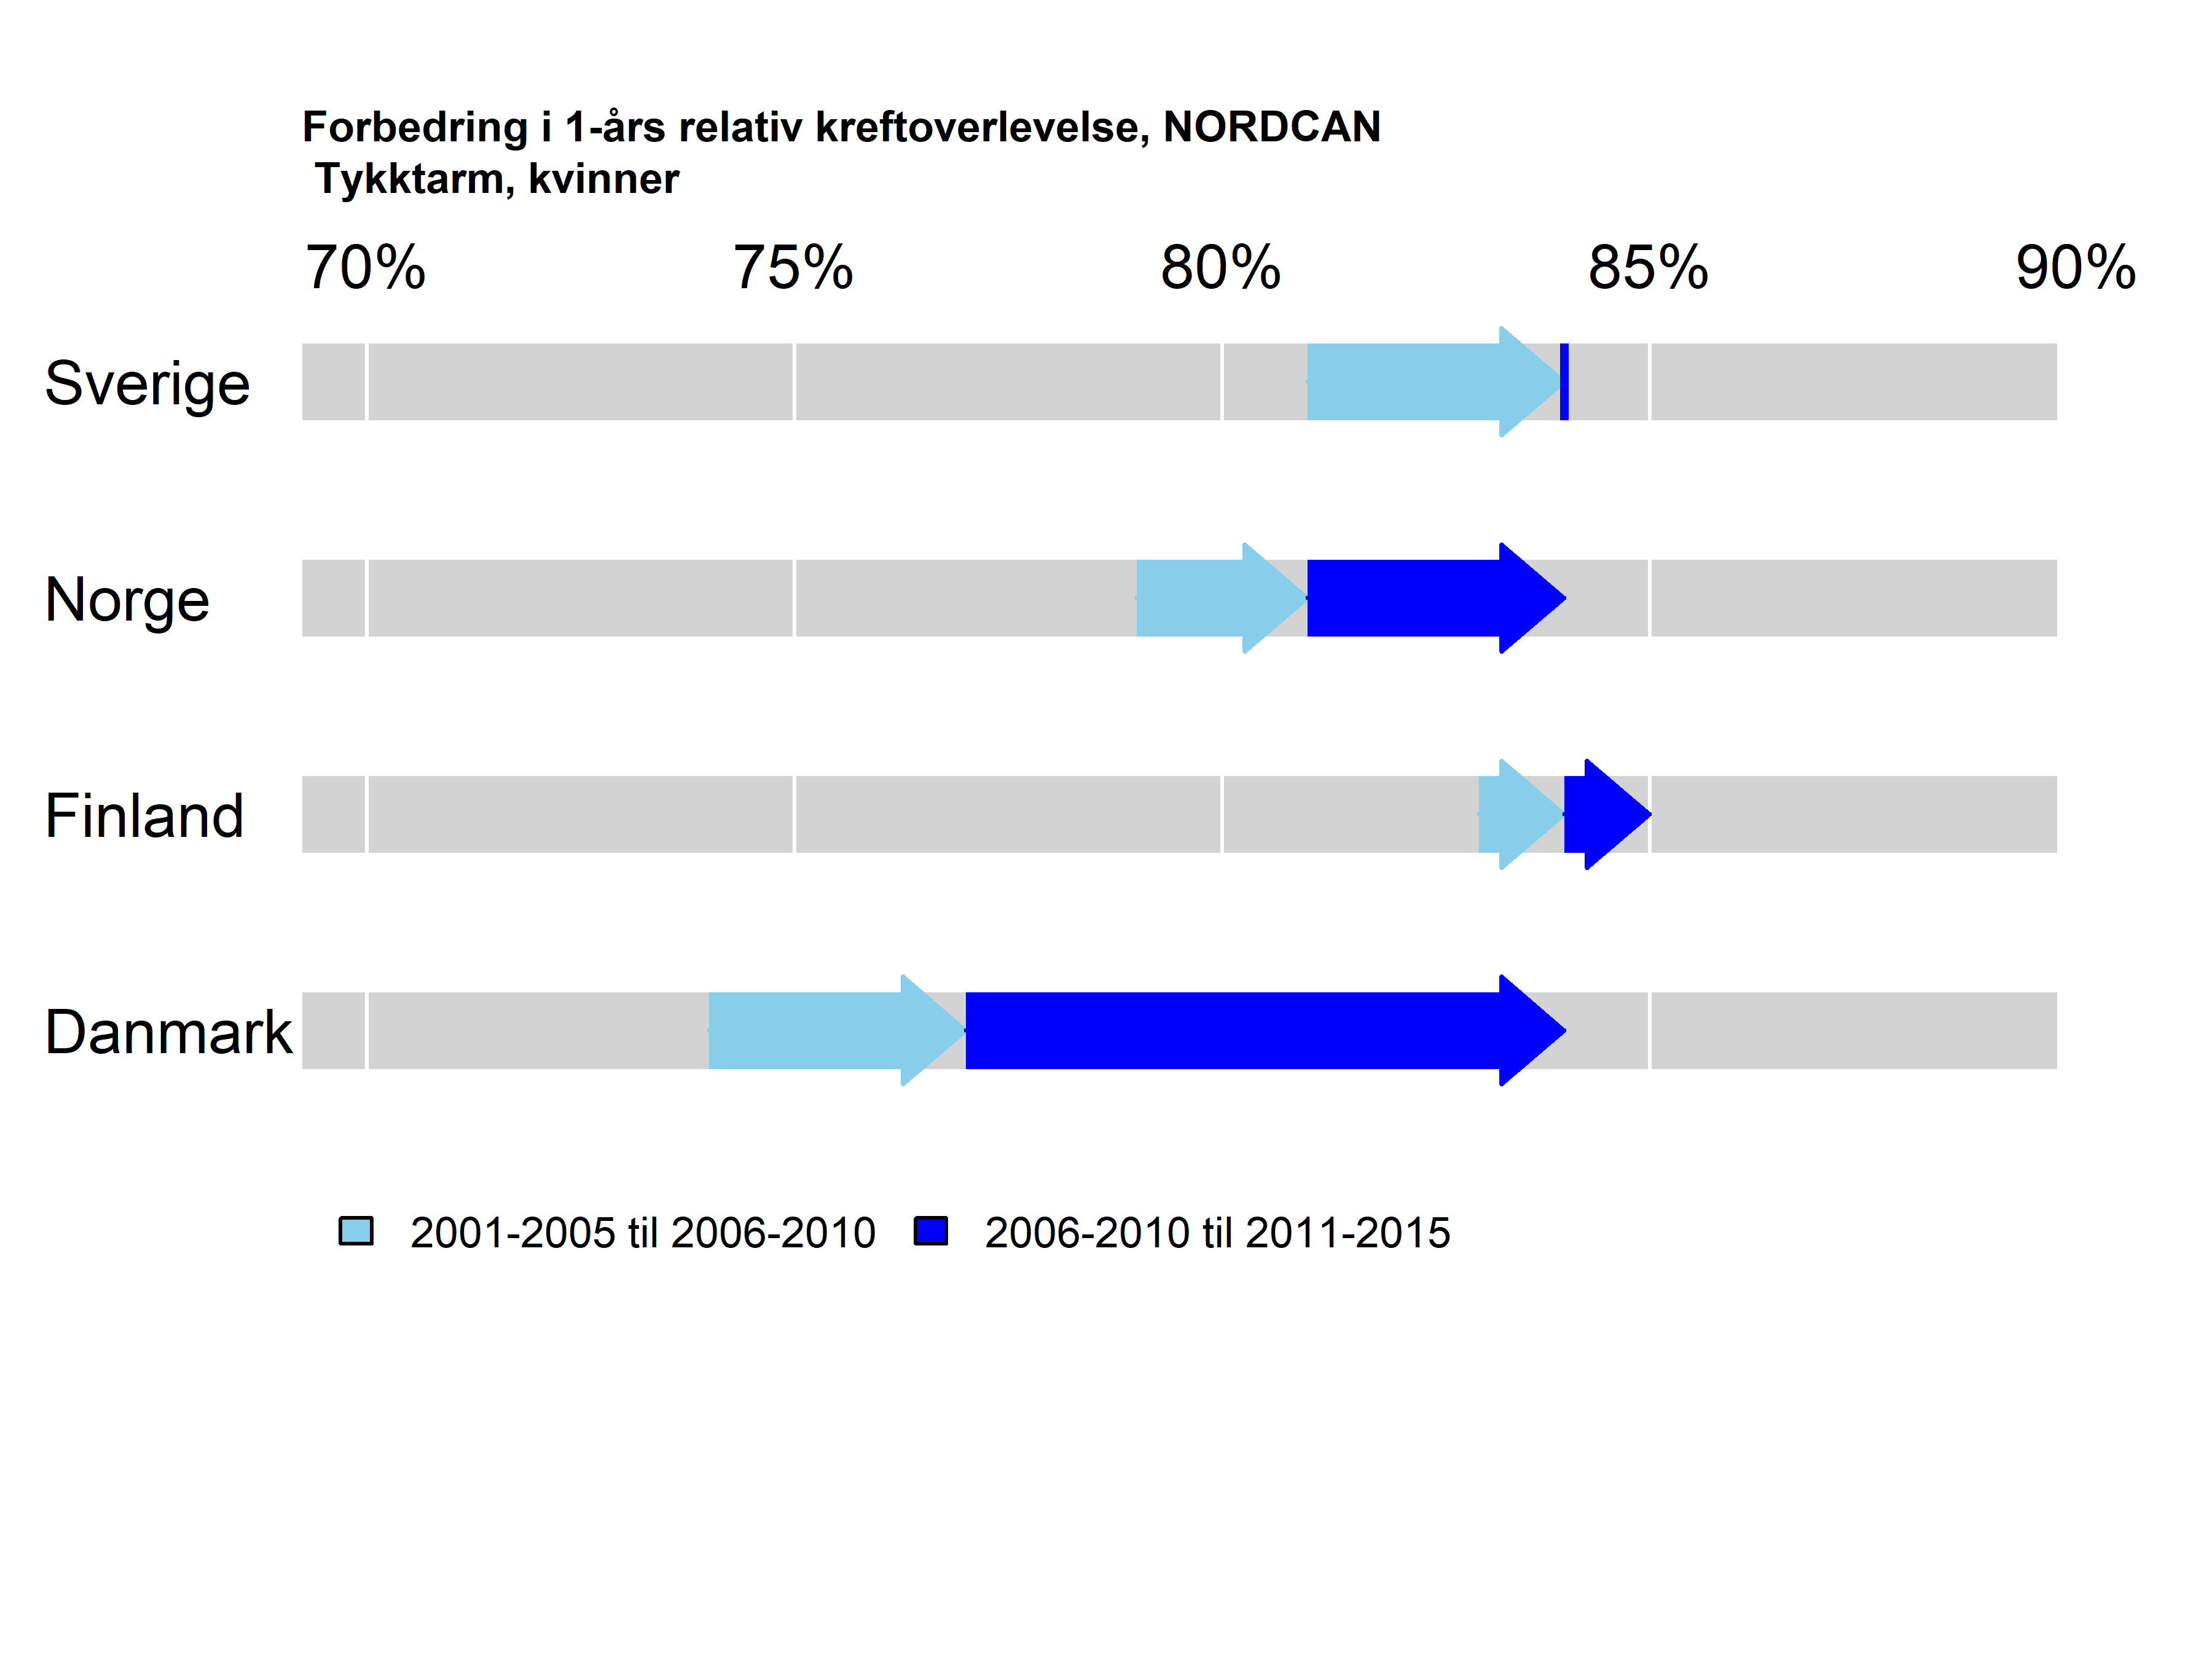 Forbedring i 1-års relativ kreftoverlevelse, NORDCAN
Tykktarm, kvinner
70% 75% 80% 85% 90%
Sverige
Norge
Finland
Danmark
2001-2005 til 2006-2010 2006-2010 til 2011-2015